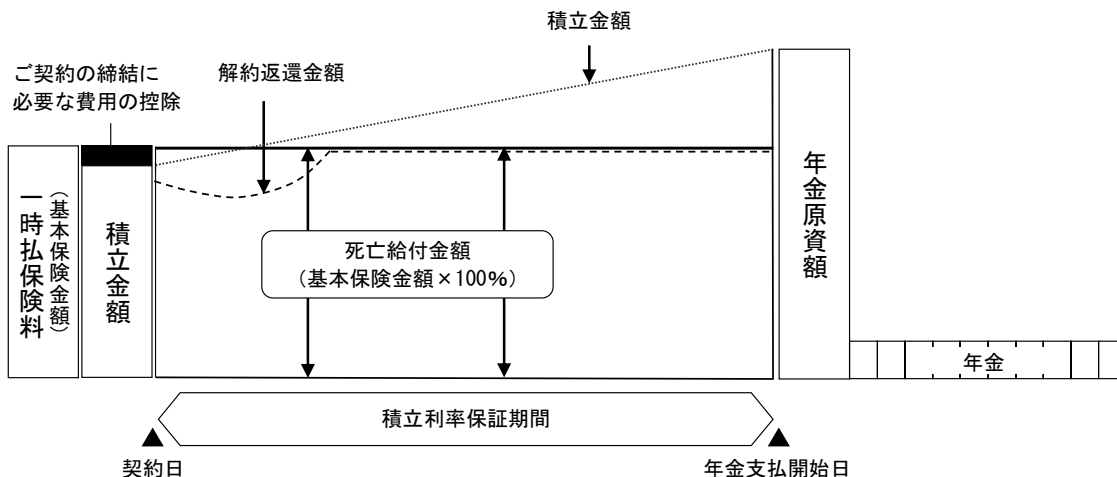 積立金額
ご契約の締結に
必要な費用の控除
解約返還金額
一時払保険料
（基本保険金額）
積立金額
死亡給付金額
（基本保険金額×100%）
年金原資額
年金
積立利率保証期間
契約日
年金支払開始日